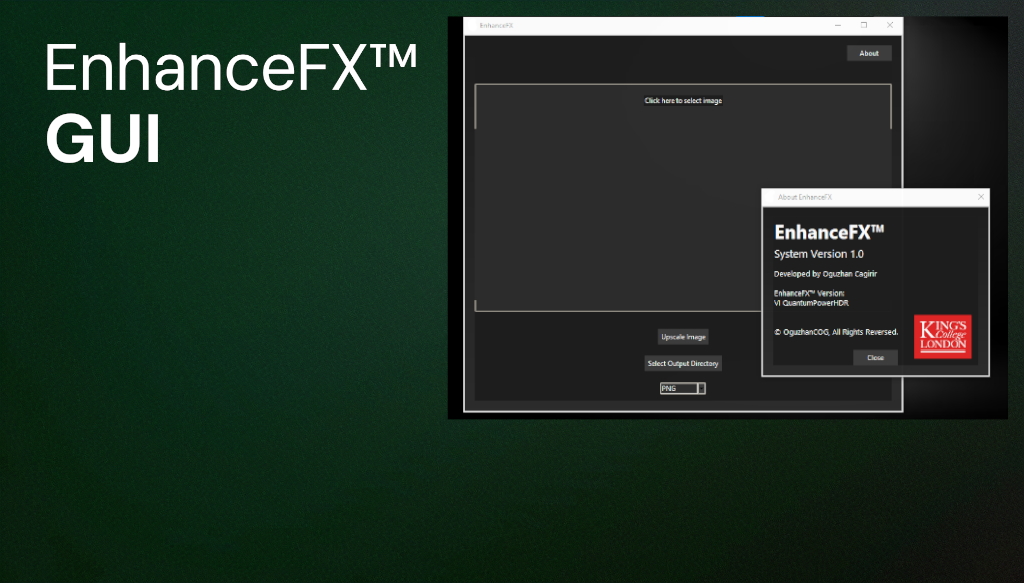 EnhanceFX™
GUI
EnhanceFX
About
Click here to select image
About EnhanceFX
EnhanceFX™
System Version 1.0
Developed by Oguzhan Cagirir
EnhanceFX™ Version:
VI QuantumPowerHDR
© OguzhanCOG, All Rights Reversed.
KING'S
College
LONDON
Close
Upscale Image
Select Output Directory
PNG